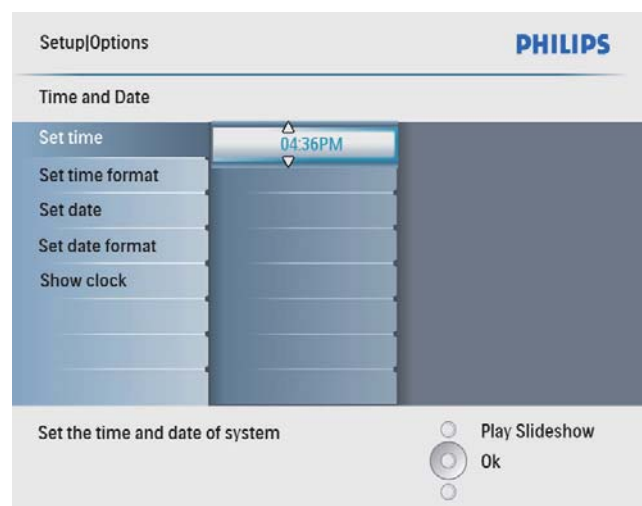 Setup|Options
PHILIPS
Time and Date
Set time
04:36PM
Set time format
Set date
Set date format
Show clock
Set the time and date of system
Play Slideshow
Ok